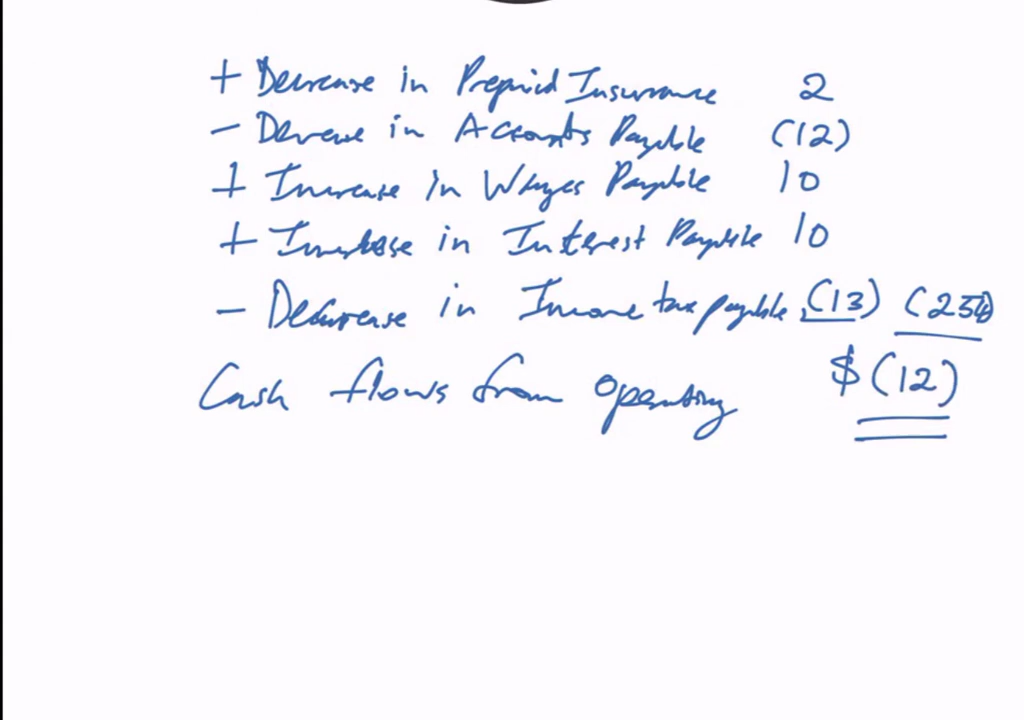 + Decrease in Prepaid Insurance 2
- Decrease in Accounts Payable (12)
+ Increase in Wages Payable 10
+ Increase in Interest Payable 10
- Decrease in Income tax payable (13)
Cash flows from operating $(12)